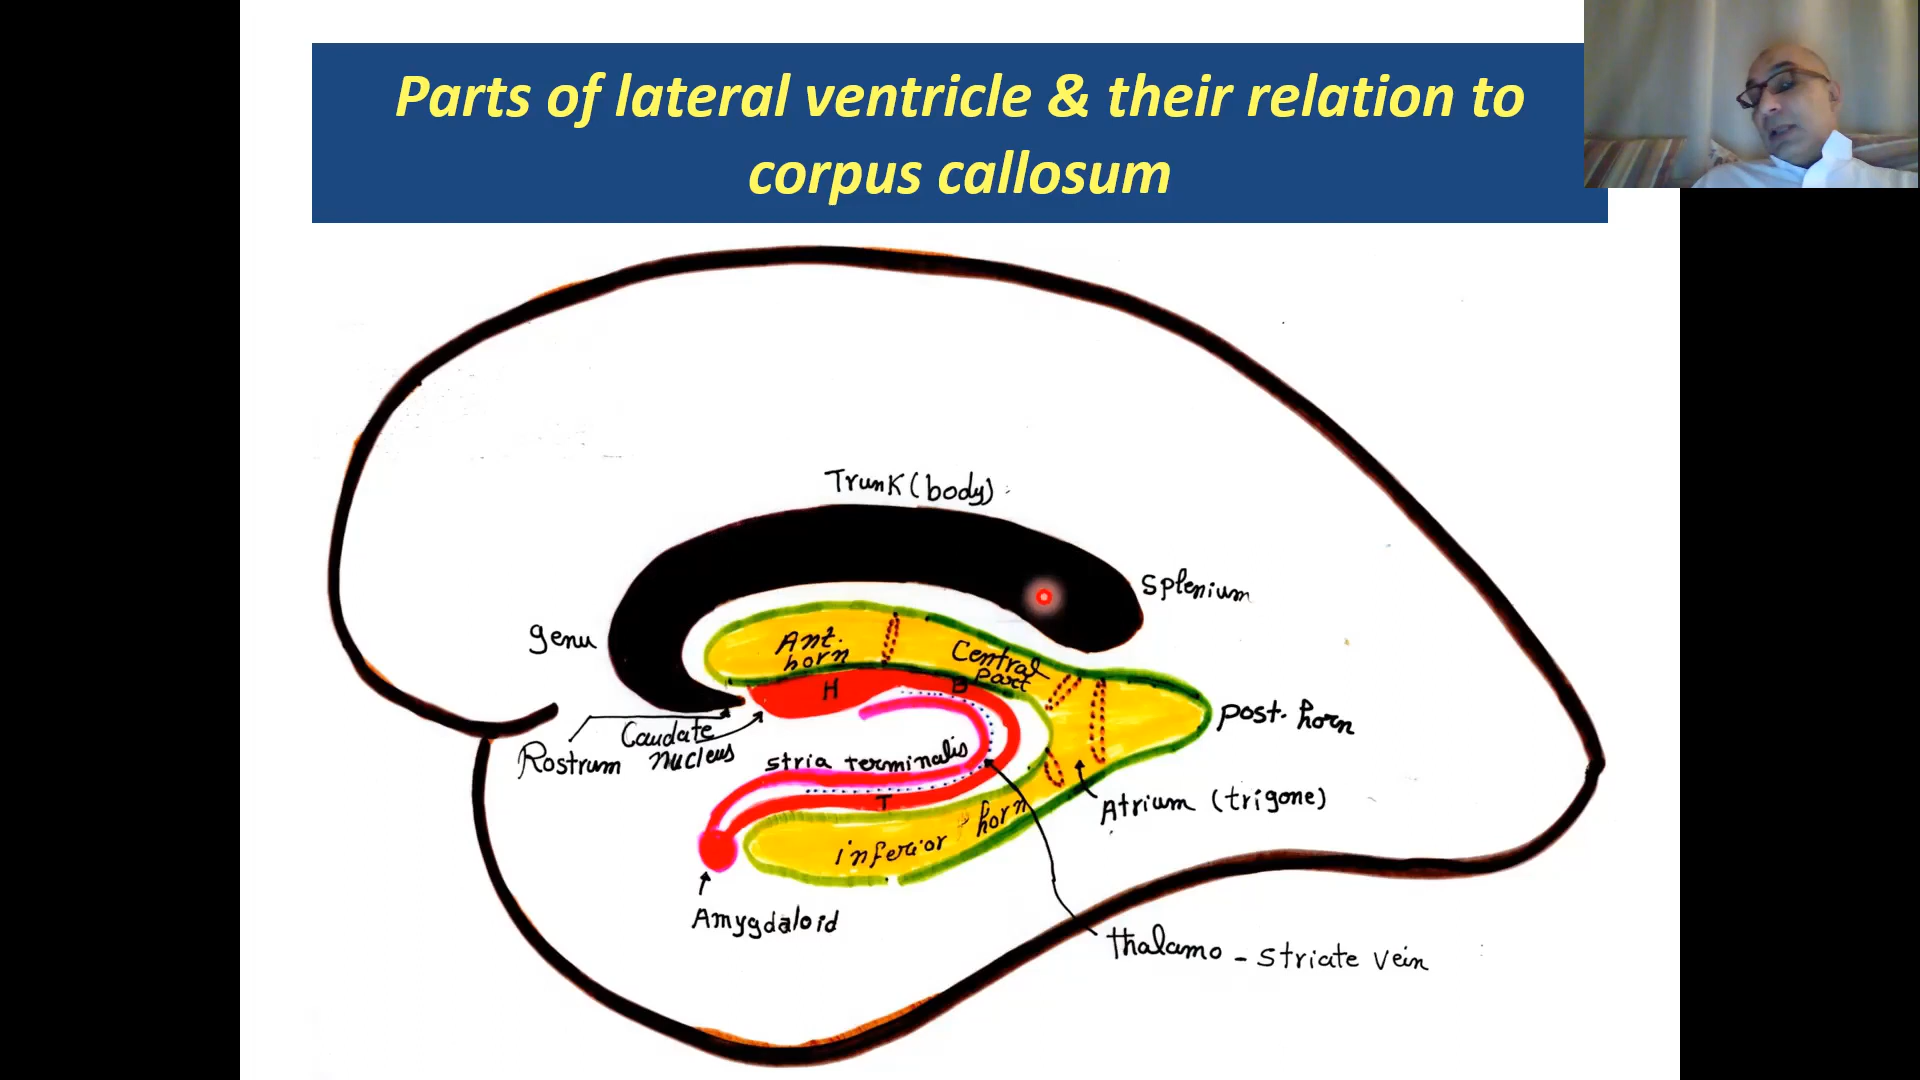 Parts of lateral ventricle & their relation to
corpus callosum
Trunk (body)
Splenium
genu
Ant.
horn
Central
Part
H
B
post. horn
Rostrum
Caudate
nucleus
stria terminalis
T
Atrium (trigone)
inferior horn
Amygdaloid
Thalamo - striate vein